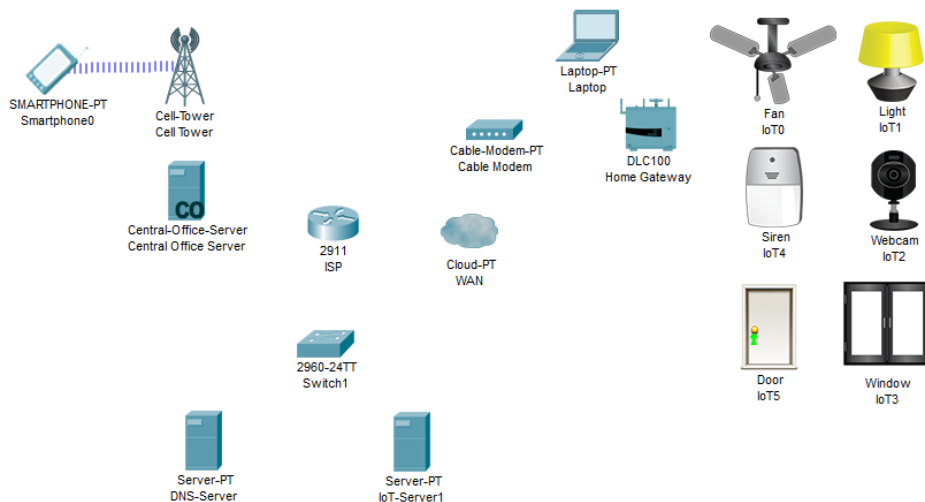 SMARTPHONE-PT
Smartphone0
Cell-Tower
Cell Tower
Laptop-PT
Laptop
Fan
IoT0
Light
IoT1
Cable-Modem-PT
Cable Modem
DLC100
Home Gateway
CO
Central-Office-Server
Central Office Server
2911
ISP
Cloud-PT
WAN
Siren
IoT4
Webcam
IoT2
2960-24TT
Switch1
Door
IoT5
Window
IoT3
Server-PT
DNS-Server
Server-PT
IoT-Server1